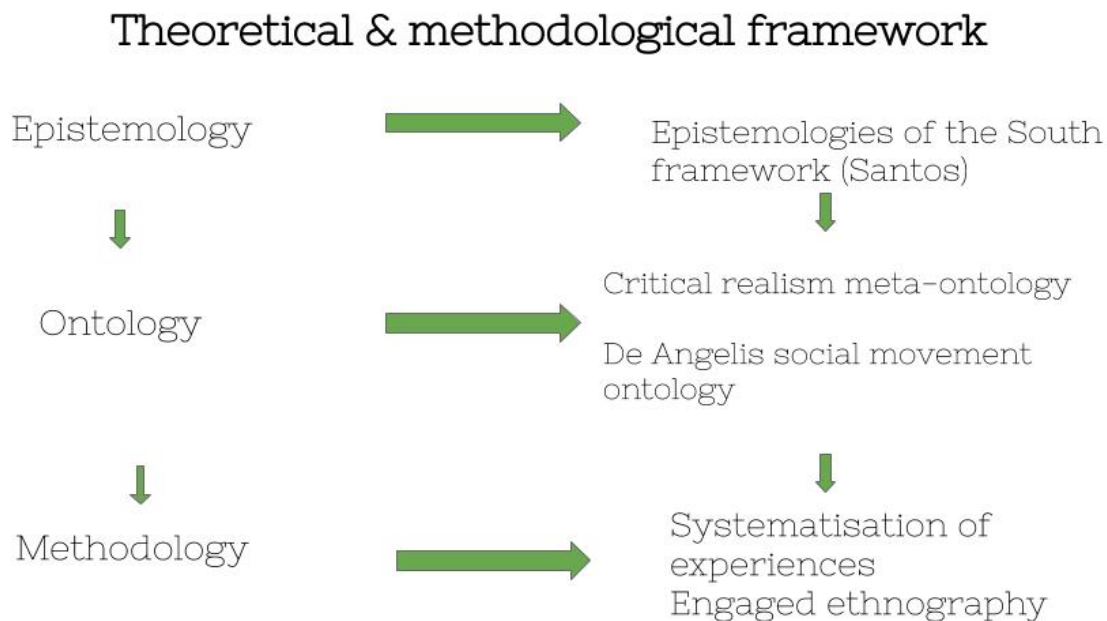 Theoretical & methodological framework
Epistemology
Epistemologies of the South
framework (Santos)
Ontology
Critical realism meta-ontology
De Angelis social movement
ontology
Methodology
Systematisation of
experiences
Engaged ethnography